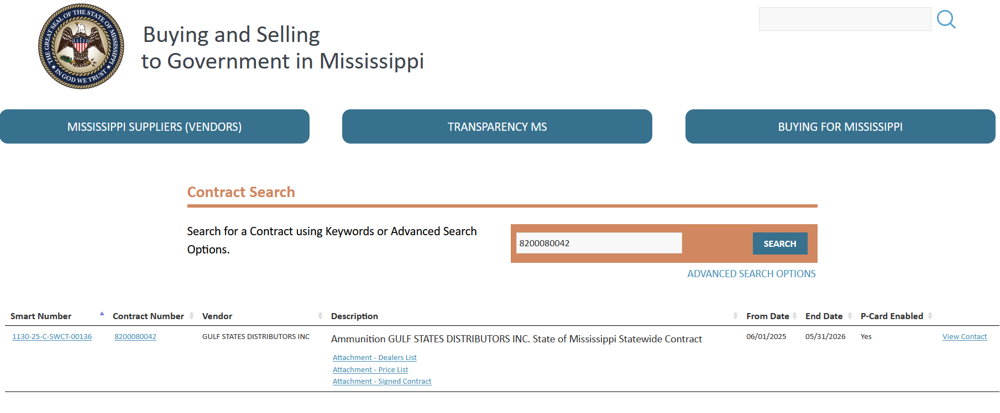 THE GREAT SEAL OF THE STATE OF MISSISSIPPI
IN GOD WE TRUST
Buying and Selling
to Government in Mississippi
MISSISSIPPI SUPPLIERS (VENDORS)
TRANSPARENCY MS
BUYING FOR MISSISSIPPI
Contract Search
Search for a Contract using Keywords or Advanced Search
Options.
8200080042
SEARCH
ADVANCED SEARCH OPTIONS
Smart Number Contract Number Vendor Description From Date End Date P-Card Enabled
1130-25-C-SWCT-00136 8200080042 GULF STATES DISTRIBUTORS INC Ammunition GULF STATES DISTRIBUTORS INC. State of Mississippi Statewide Contract 06/01/2025 05/31/2026 Yes View Contact
Attachment - Dealers List
Attachment - Price List
Attachment - Signed Contract